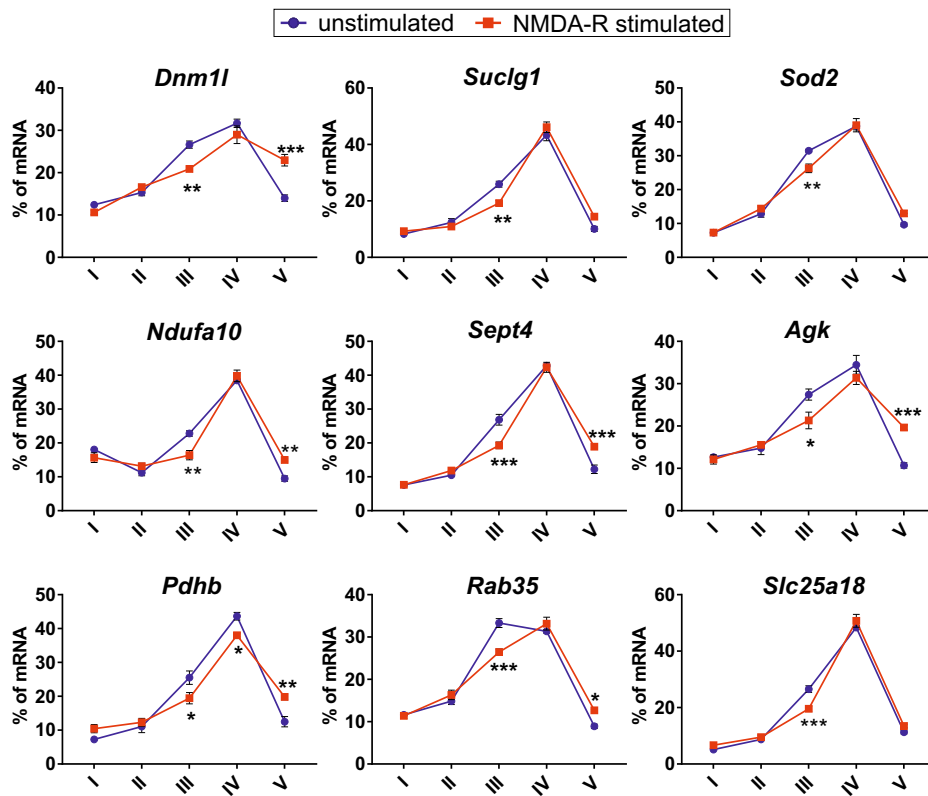 unstimulated NMDA-R stimulated
Dnm1l Suclg1 Sod2
% of mRNA
40
30
20
10
0
I II III IV V
**
***
% of mRNA
60
40
20
0
I II III IV V
**
% of mRNA
50
40
30
20
10
0
I II III IV V
**
Ndufa10 Sept4 Agk
% of mRNA
50
40
30
20
10
0
I II III IV V
**
**
% of mRNA
50
40
30
20
10
0
I II III IV V
***
***
% of mRNA
40
30
20
10
0
I II III IV V
*
***
Pdhb Rab35 Slc25a18
% of mRNA
50
40
30
20
10
0
I II III IV V
*
*
**
% of mRNA
40
30
20
10
0
I II III IV V
***
*
% of mRNA
60
40
20
0
I II III IV V
***